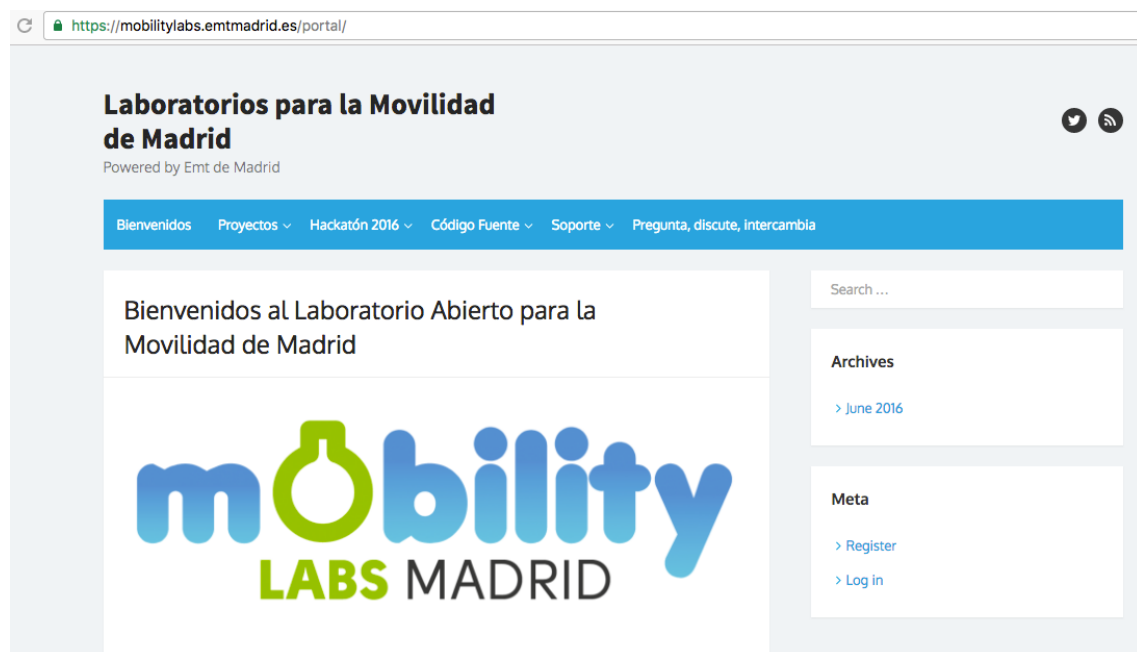 https://mobilitylabs.emtmadrid.es/portal/
Laboratorios para la Movilidad
de Madrid
Powered by Emt de Madrid
Bienvenidos Proyectos Hackatón 2016 Código Fuente Soporte Pregunta, discute, intercambia
Bienvenidos al Laboratorio Abierto para la
Movilidad de Madrid
mobility
LABS MADRID
Search ...
Archives
> June 2016
Meta
> Register
> Log in